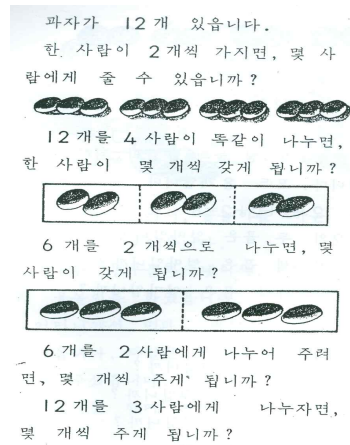 과자가 12개 있읍니다.
한 사람이 2개씩 가지면, 몇 사
람에게 줄 수 있읍니까?
12개를 4사람이 똑같이 나누면,
한 사람이 몇 개씩 갖게 됩니까?
6개를 2개씩으로 나누면, 몇
사람이 갖게 됩니까?
6개를 2사람에게 나누어 주려
면, 몇 개씩 주게 됩니까?
12개를 3사람에게 나누자면,
몇 개씩 주게 됩니까?